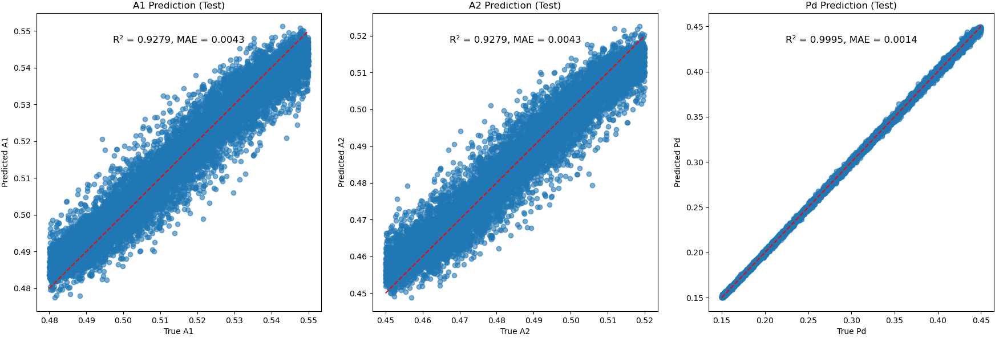 A1 Prediction (Test)
R² = 0.9279, MAE = 0.0043
Predicted A1
0.55
0.54
0.53
0.52
0.51
0.50
0.49
0.48
0.48 0.49 0.50 0.51 0.52 0.53 0.54 0.55
True A1
A2 Prediction (Test)
R² = 0.9279, MAE = 0.0043
Predicted A2
0.52
0.51
0.50
0.49
0.48
0.47
0.46
0.45
0.45 0.46 0.47 0.48 0.49 0.50 0.51 0.52
True A2
Pd Prediction (Test)
R² = 0.9995, MAE = 0.0014
Predicted Pd
0.45
0.40
0.35
0.30
0.25
0.20
0.15
0.15 0.20 0.25 0.30 0.35 0.40 0.45
True Pd